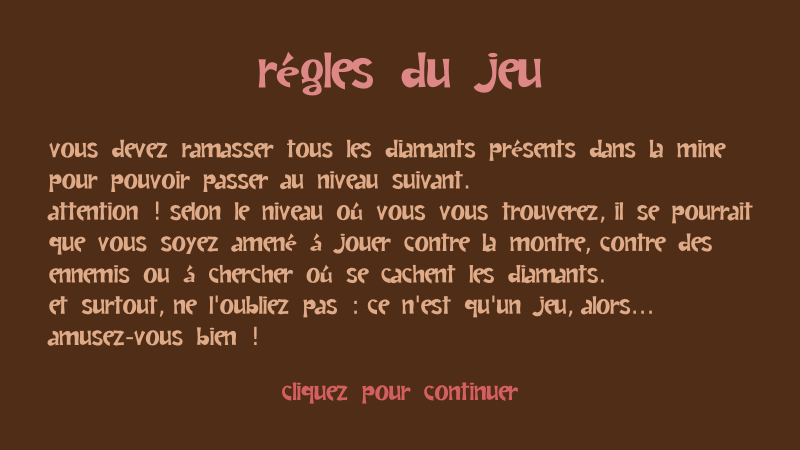 régles du jeu
vous devez ramasser tous les diamants présents dans la mine
pour pouvoir passer au niveau suivant.
attention ! selon le niveau oú vous vous trouverez, il se pourrait
que vous soyez amené á jouer contre la montre, contre des
ennemis ou á chercher oú se cachent les diamants.
et surtout, ne l'oubliez pas : ce n'est qu'un jeu, alors...
amusez-vous bien !
cliquez pour continuer